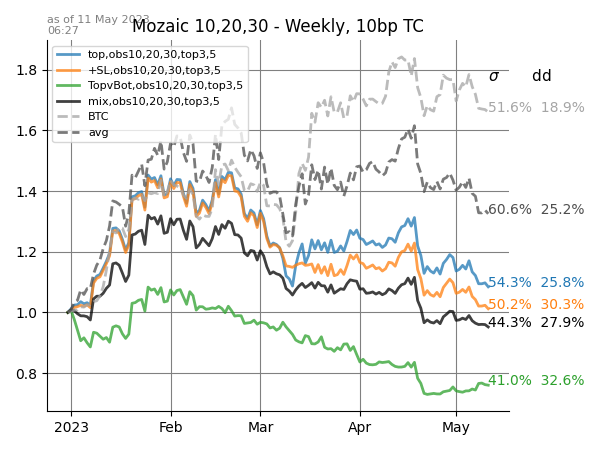 as of 11 May 2023
06:27
Mozaic 10,20,30 - Weekly, 10bp TC
top,obs10,20,30,top3,5
+SL,obs10,20,30,top3,5
TopvBot,obs10,20,30,top3,5
mix,obs10,20,30,top3,5
BTC
avg
σ dd
51.6% 18.9%
60.6% 25.2%
54.3% 25.8%
50.2% 30.3%
44.3% 27.9%
41.0% 32.6%
1.8
1.6
1.4
1.2
1.0
0.8
2023 Feb Mar Apr May